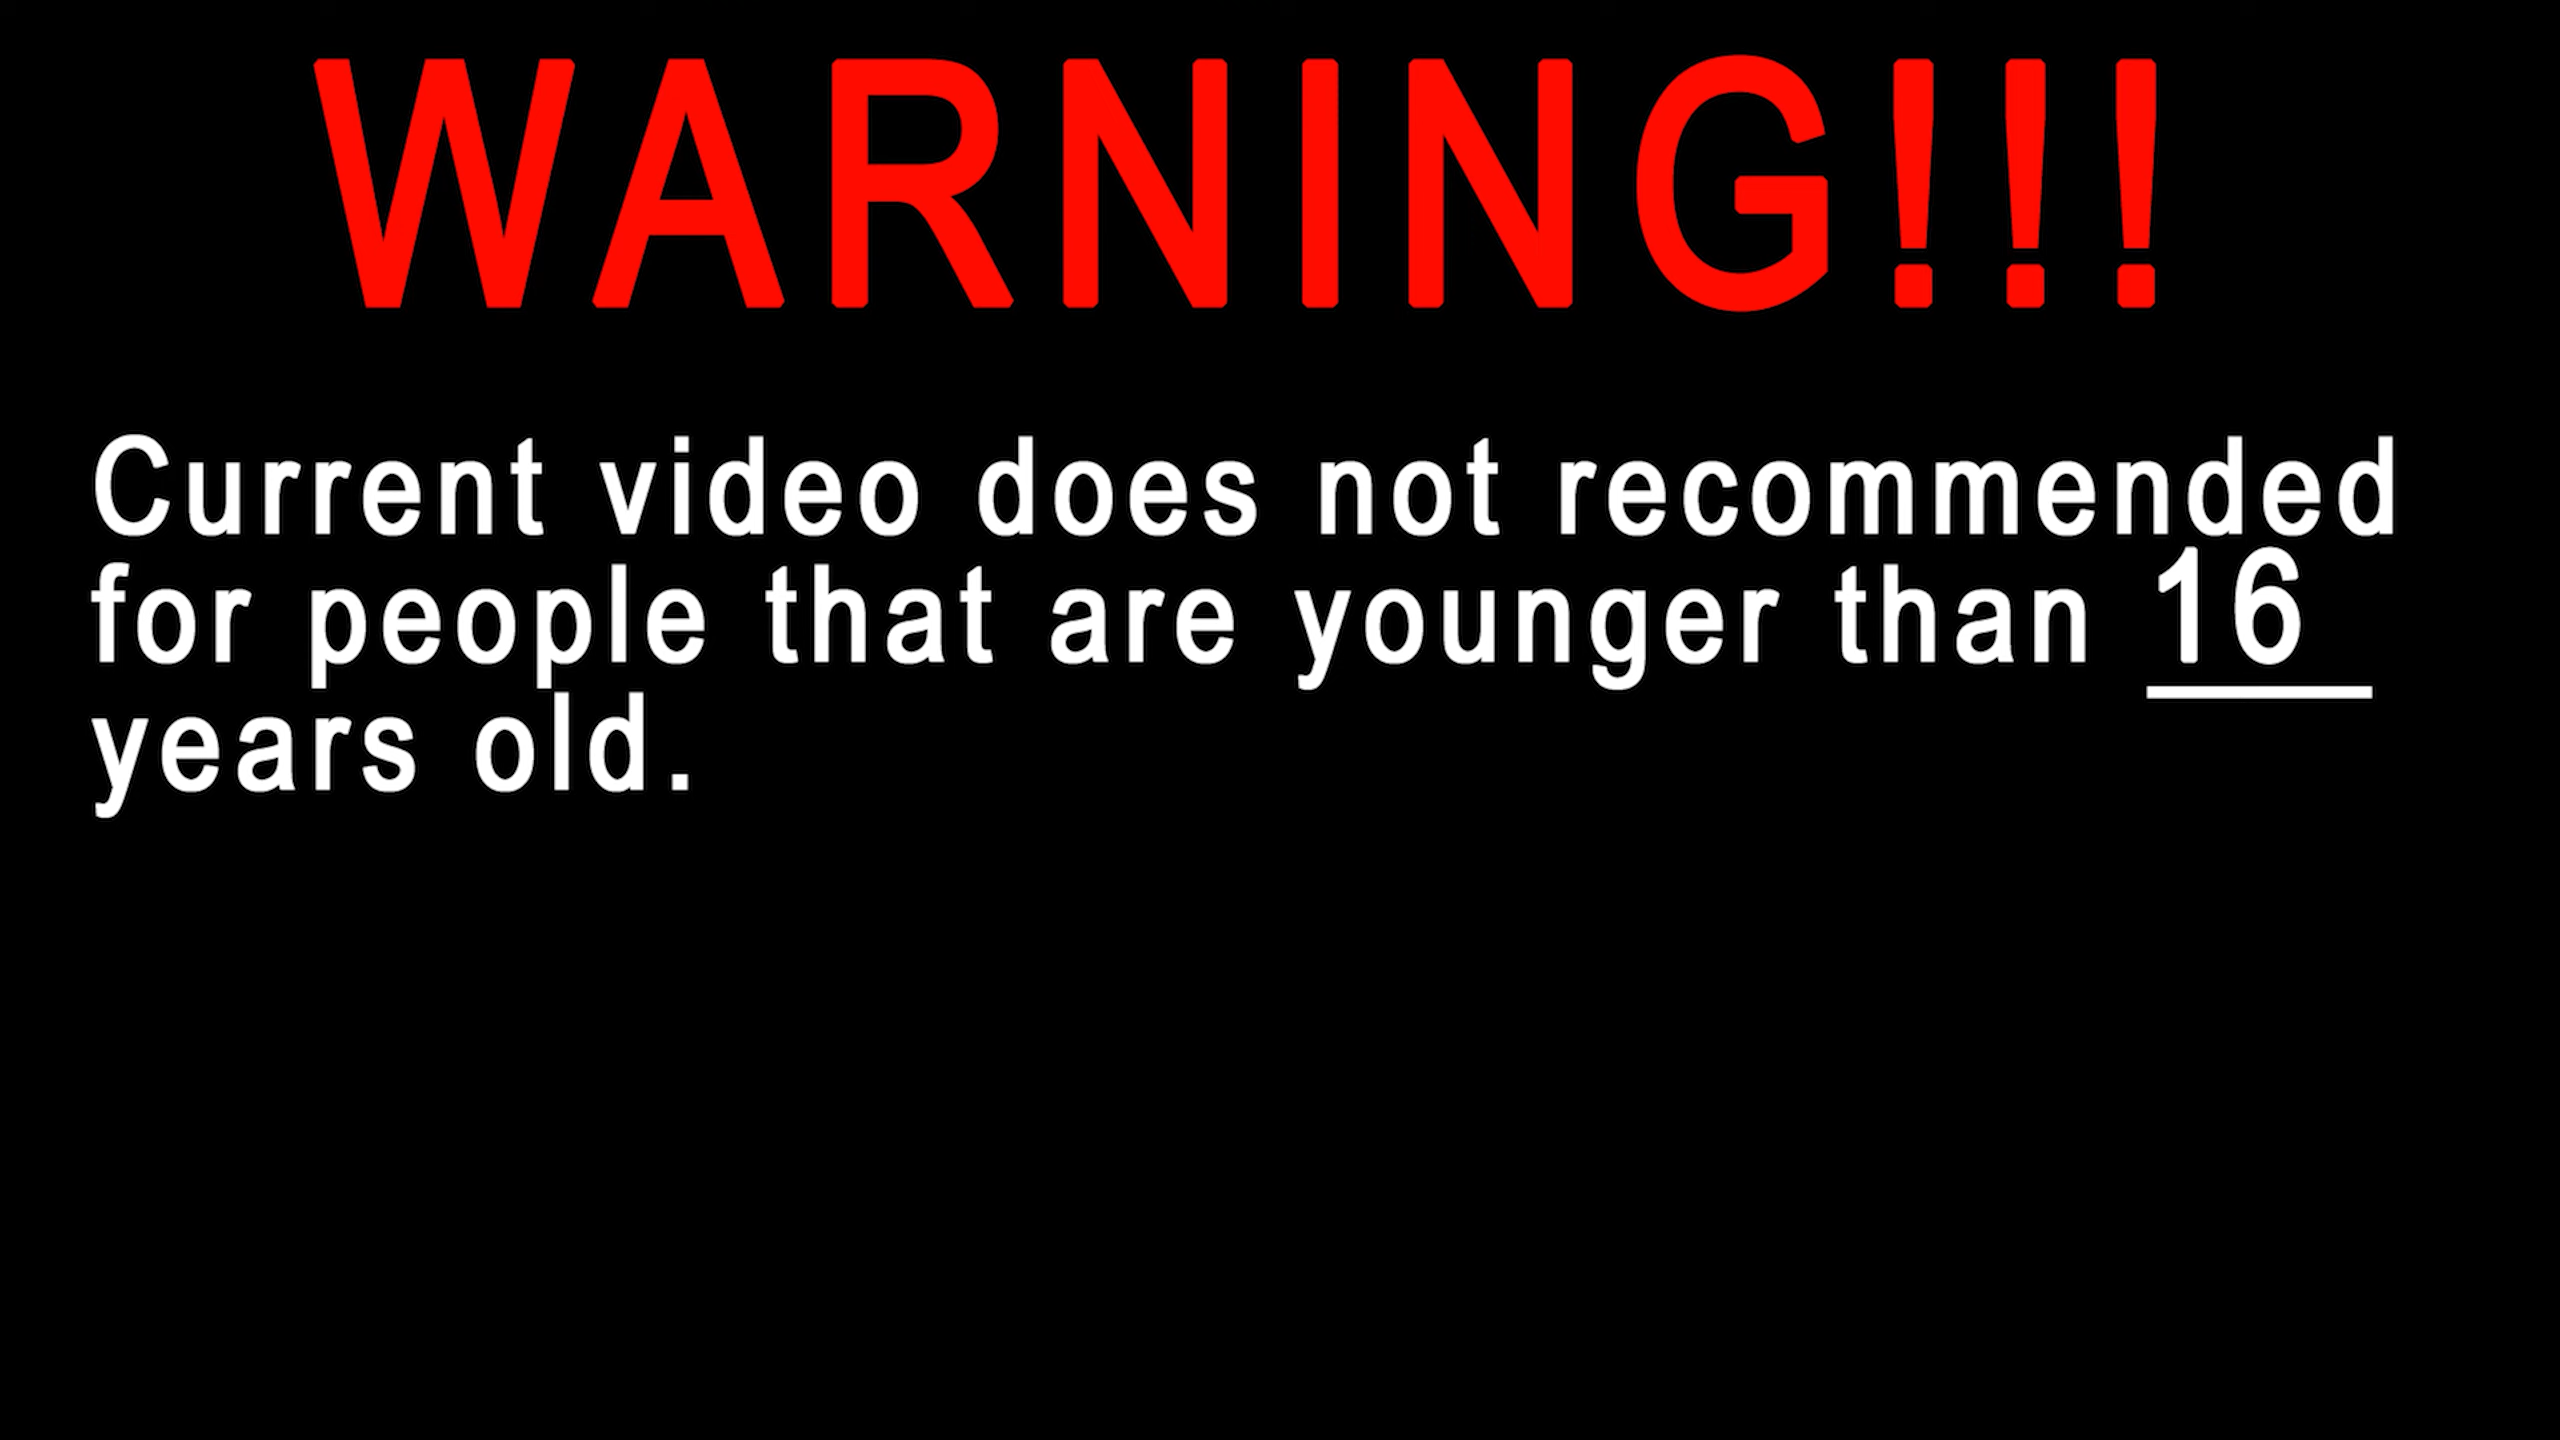 WARNING!!!
Current video does not recommended
for people that are younger than 16
years old.